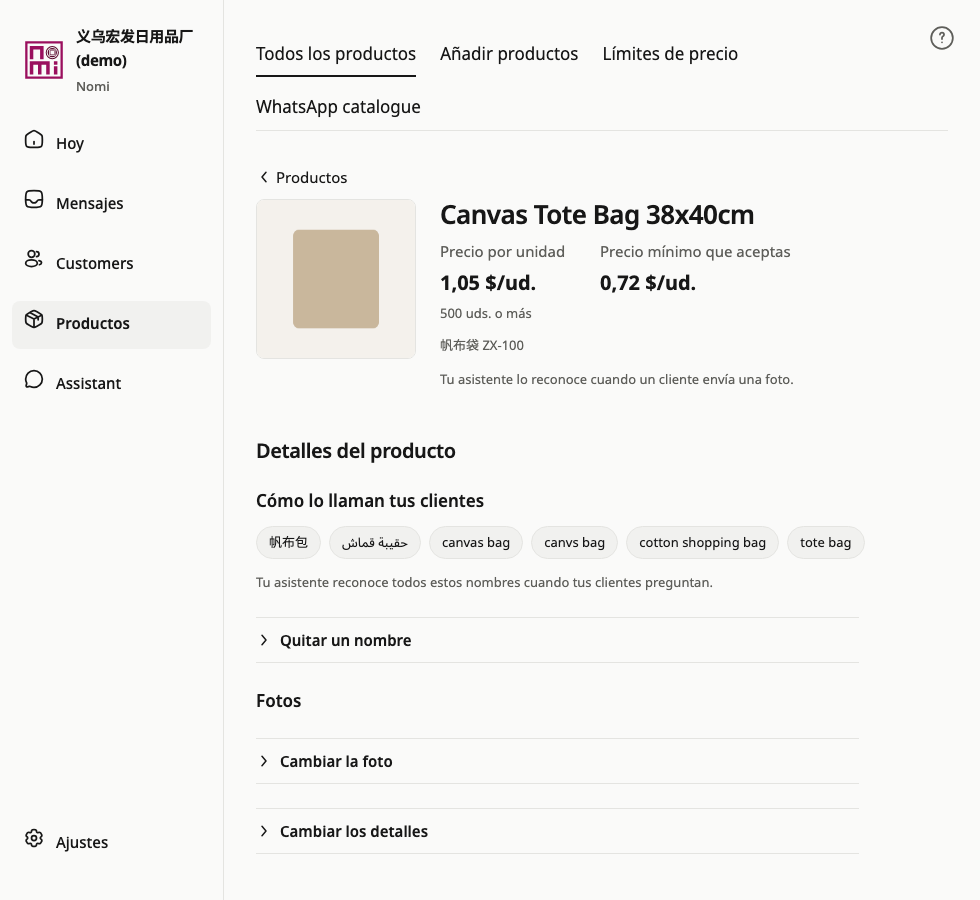 义乌宏发日用品厂
(demo)
Nomi
Hoy
Mensajes
Customers
Productos
Assistant
Ajustes
Todos los productos
Añadir productos
Límites de precio
WhatsApp catalogue
Productos
Canvas Tote Bag 38x40cm
Precio por unidad
Precio mínimo que aceptas
1,05 $/ud.
0,72 $/ud.
500 uds. o más
帆布袋 ZX-100
Tu asistente lo reconoce cuando un cliente envía una foto.
Detalles del producto
Cómo lo llaman tus clientes
帆布包
حقيبة قماش
canvas bag
canvs bag
cotton shopping bag
tote bag
Tu asistente reconoce todos estos nombres cuando tus clientes preguntan.
Quitar un nombre
Fotos
Cambiar la foto
Cambiar los detalles